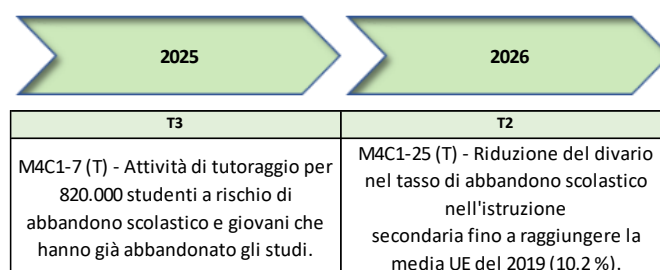 2025
2026
T3
T2
M4C1-7 (T) - Attività di tutoraggio per
820.000 studenti a rischio di
abbandono scolastico e giovani che
hanno già abbandonato gli studi.
M4C1-25 (T) - Riduzione del divario
nel tasso di abbandono scolastico
nell'istruzione
secondaria fino a raggiungere la
media UE del 2019 (10,2 %).